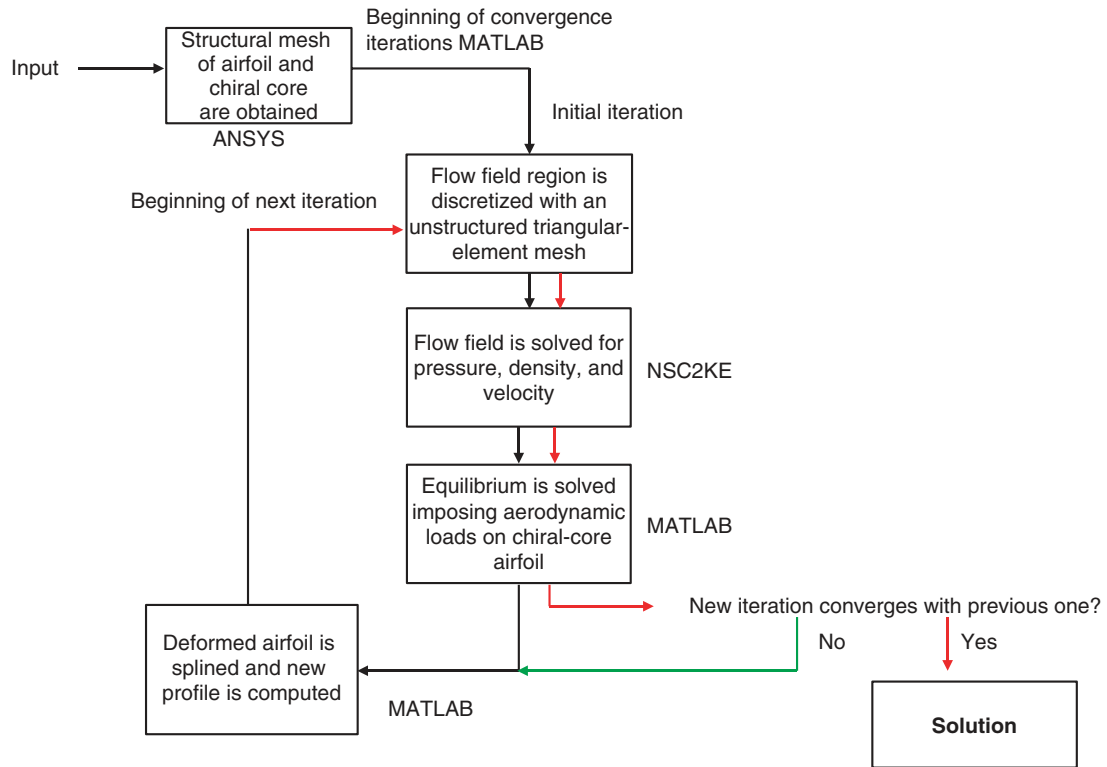 Beginning of convergence
iterations MATLAB
Input
Structural mesh
of airfoil and
chiral core
are obtained
ANSYS
Initial iteration
Flow field region is
discretized with an
unstructured triangular-
element mesh
Beginning of next iteration
Flow field is solved for
pressure, density, and
velocity
NSC2KE
Equilibrium is solved
imposing aerodynamic
loads on chiral-core
airfoil
MATLAB
New iteration converges with previous one?
No
Yes
Deformed airfoil is
splined and new
profile is computed
MATLAB
Solution